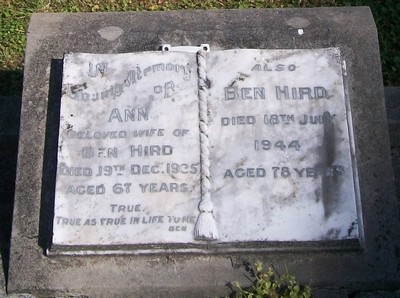 In
Loving Memory
OF
ANN
BELOVED WIFE OF
BEN HIRD
DIED 19TH DEC. 1935
AGED 67 YEARS.
TRUE,
TRUE AS TRUE IN LIFE TO ME
BEN
ALSO
BEN HIRD
DIED 18TH JULY
1944
AGED 78 YEARS